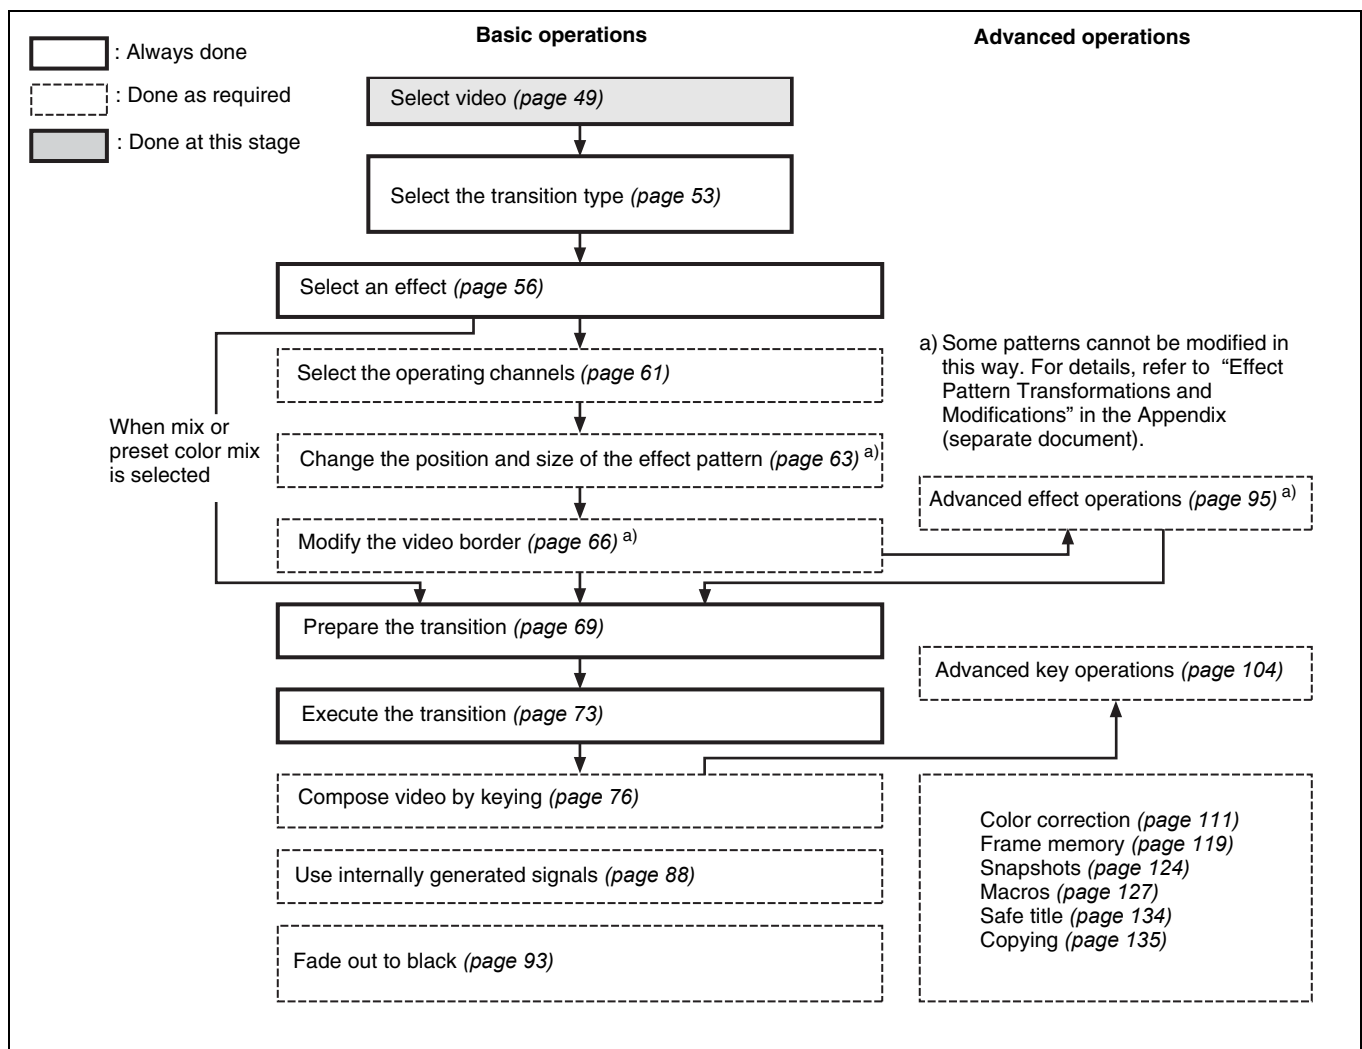 Basic operations
Advanced operations
: Always done
: Done as required
: Done at this stage
Select video (page 49)
Select the transition type (page 53)
Select an effect (page 56)
Select the operating channels (page 61)
When mix or
preset color mix
is selected
Change the position and size of the effect pattern (page 63) a)
Modify the video border (page 66) a)
a) Some patterns cannot be modified in
this way. For details, refer to “Effect
Pattern Transformations and
Modifications” in the Appendix
(separate document).
Advanced effect operations (page 95) a)
Prepare the transition (page 69)
Execute the transition (page 73)
Advanced key operations (page 104)
Compose video by keying (page 76)
Use internally generated signals (page 88)
Fade out to black (page 93)
Color correction (page 111)
Frame memory (page 119)
Snapshots (page 124)
Macros (page 127)
Safe title (page 134)
Copying (page 135)